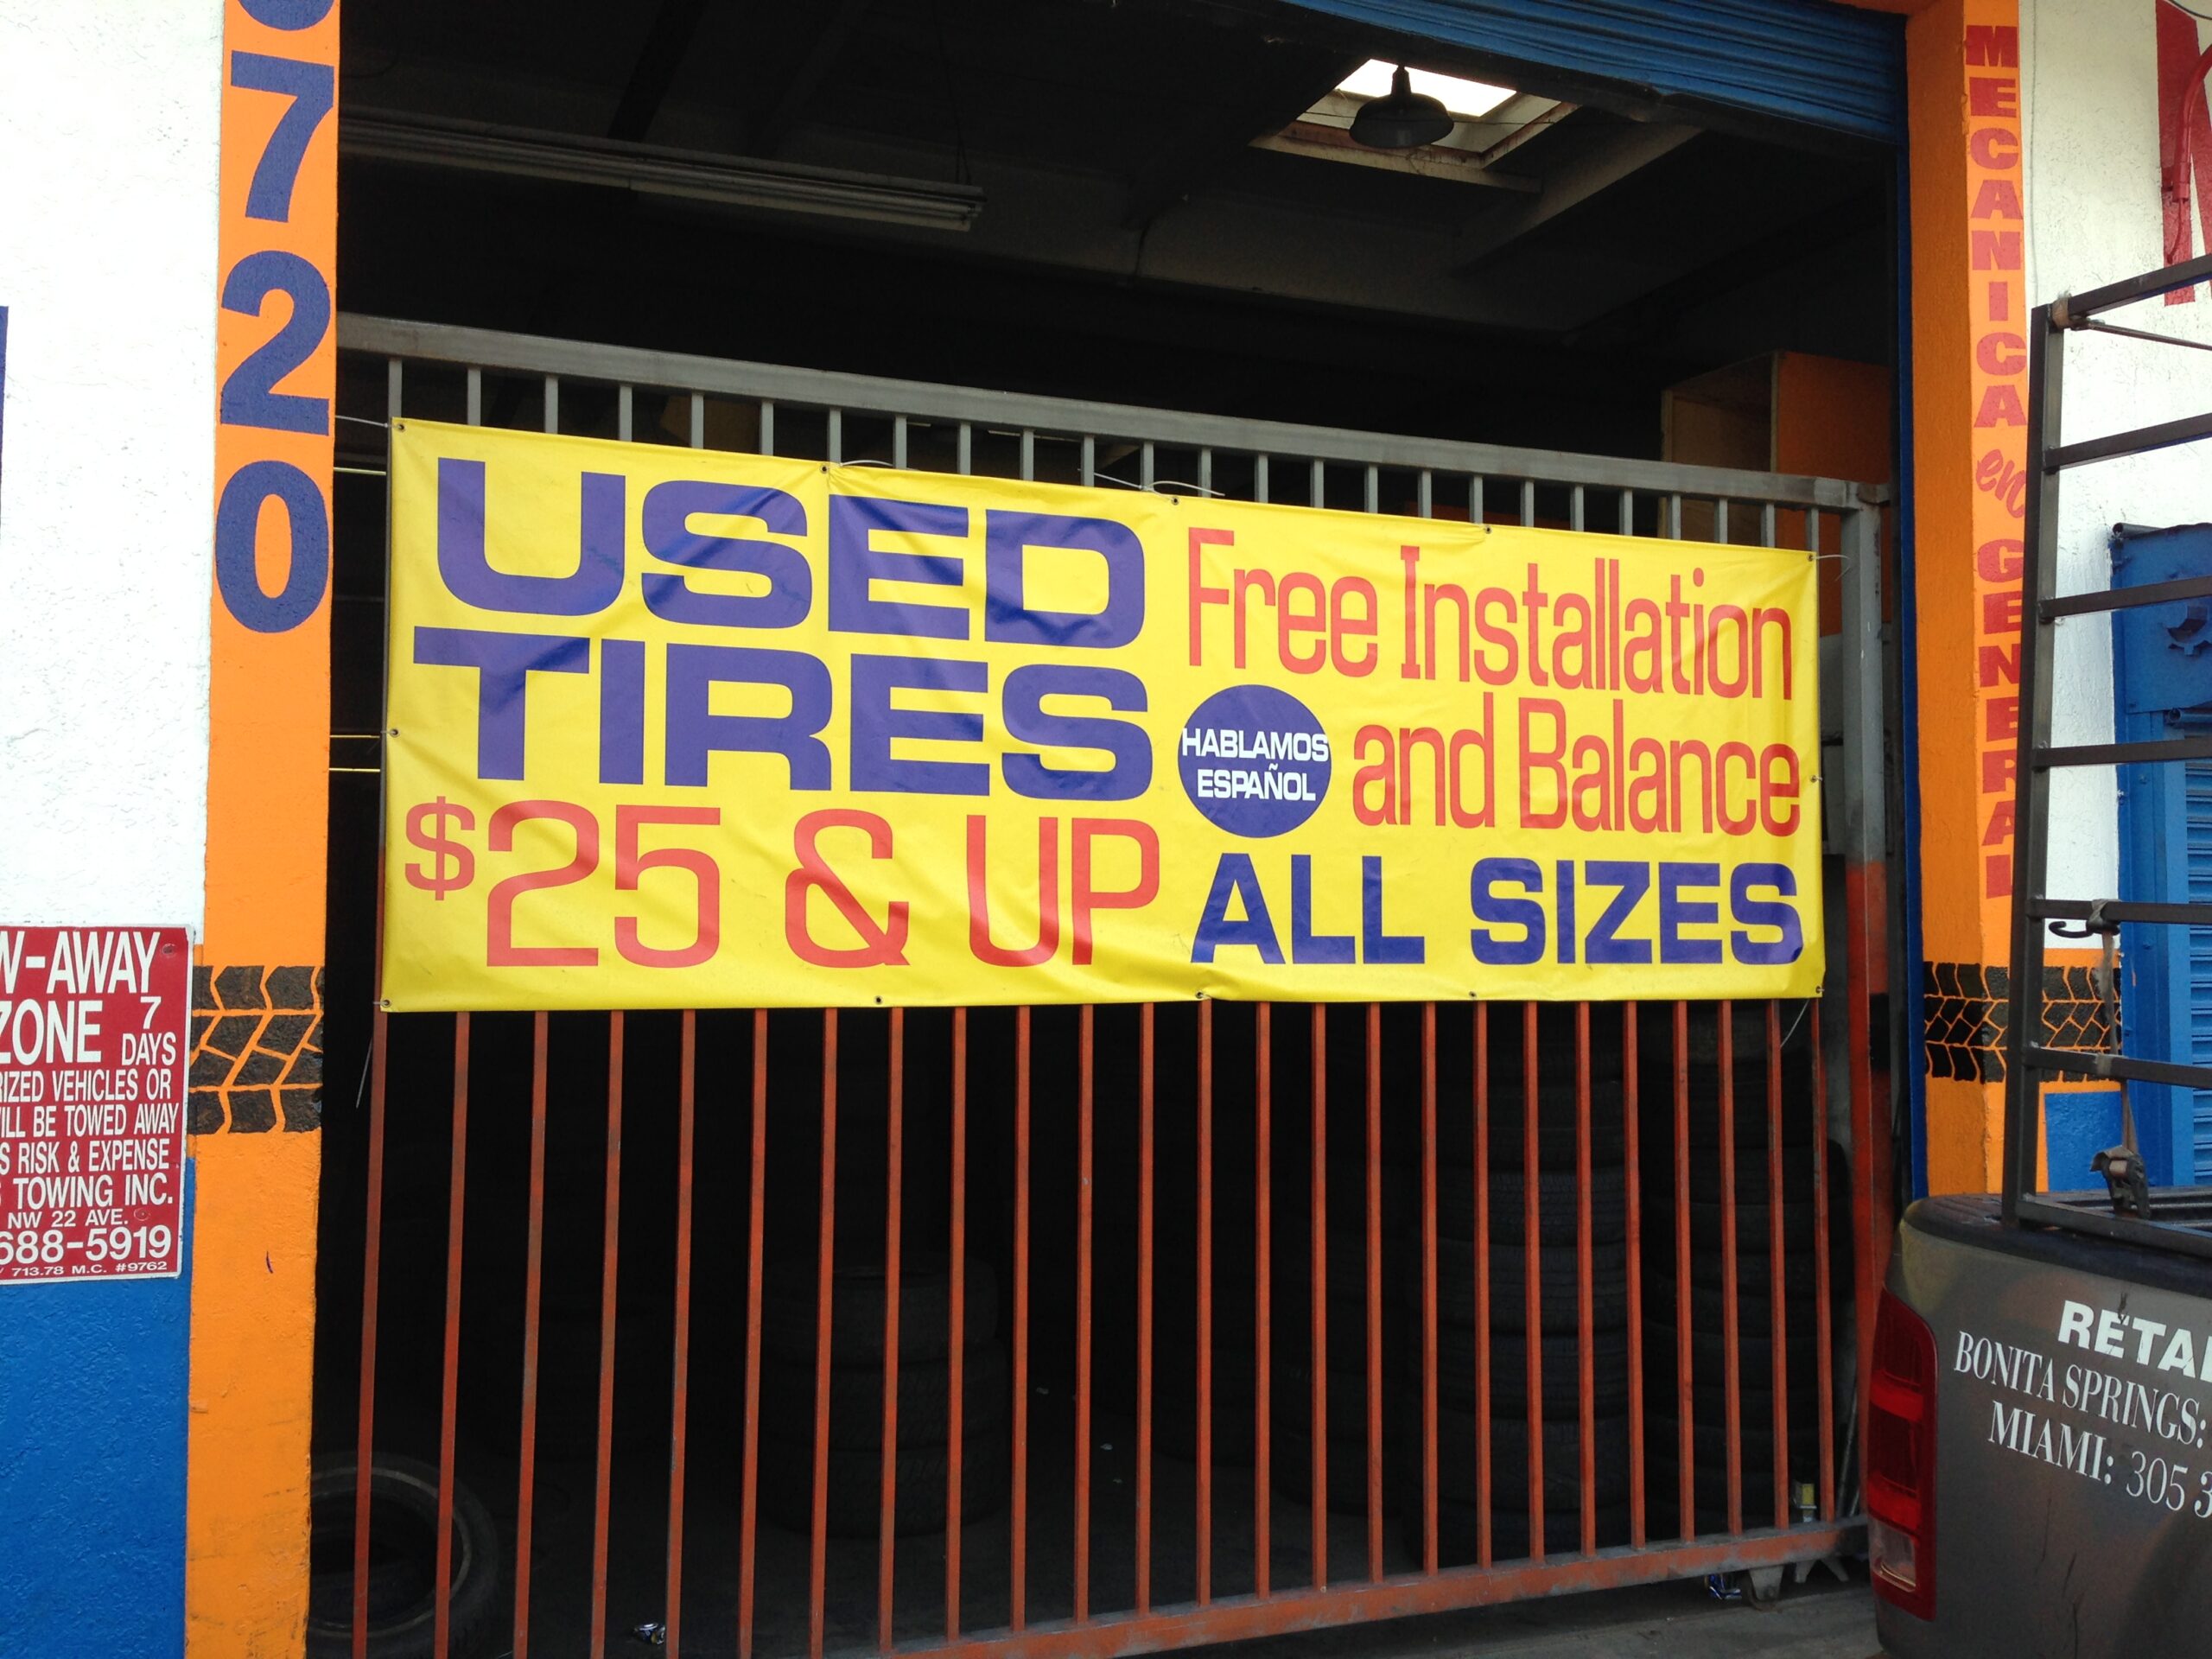 720
USED
TIRES
$25 & UP
Free Installation
and Balance
HABLAMOS
ESPAÑOL
ALL SIZES
MECANICA en GENERAL
W-AWAY
ZONE 7
DAYS
RIZED VEHICLES OR
ILL BE TOWED AWAY
S RISK & EXPENSE
TOWING INC.
NW 22 AVE.
688-5919
713.78 M.C. #9762
RETAI
BONITA SPRINGS:
MIAMI: 305 3